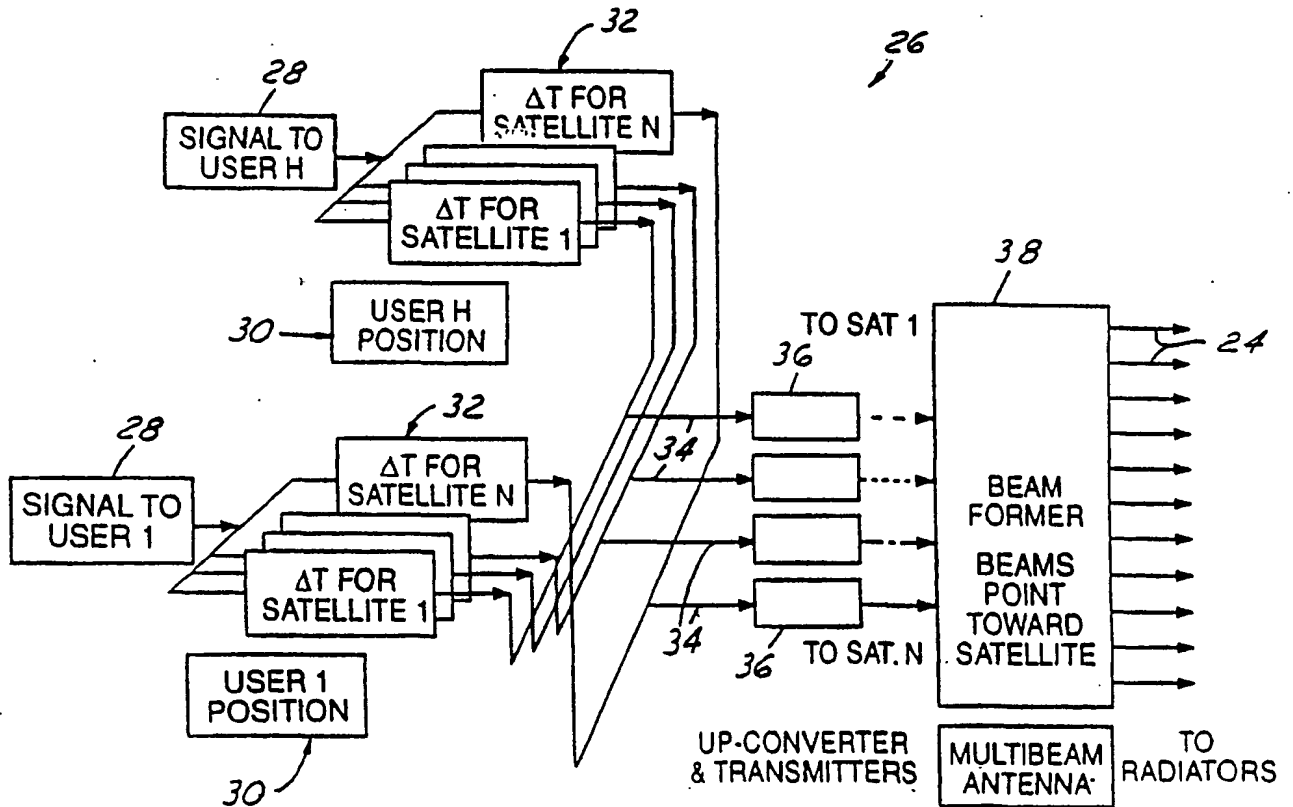 32
26
28
ΔT FOR
SATELLITE N
SIGNAL TO
USER H
ΔT FOR
SATELLITE 1
38
USER H
POSITION
30
TO SAT 1
24
36
32
28
34
ΔT FOR
SATELLITE N
34
SIGNAL TO
USER 1
BEAM
FORMER
ΔT FOR
SATELLITE 1
BEAMS
POINT
TOWARD
SATELLITE
34
34
36
TO SAT. N
USER 1
POSITION
30
UP-CONVERTER
& TRANSMITTERS
MULTIBEAM
ANTENNA
TO
RADIATORS